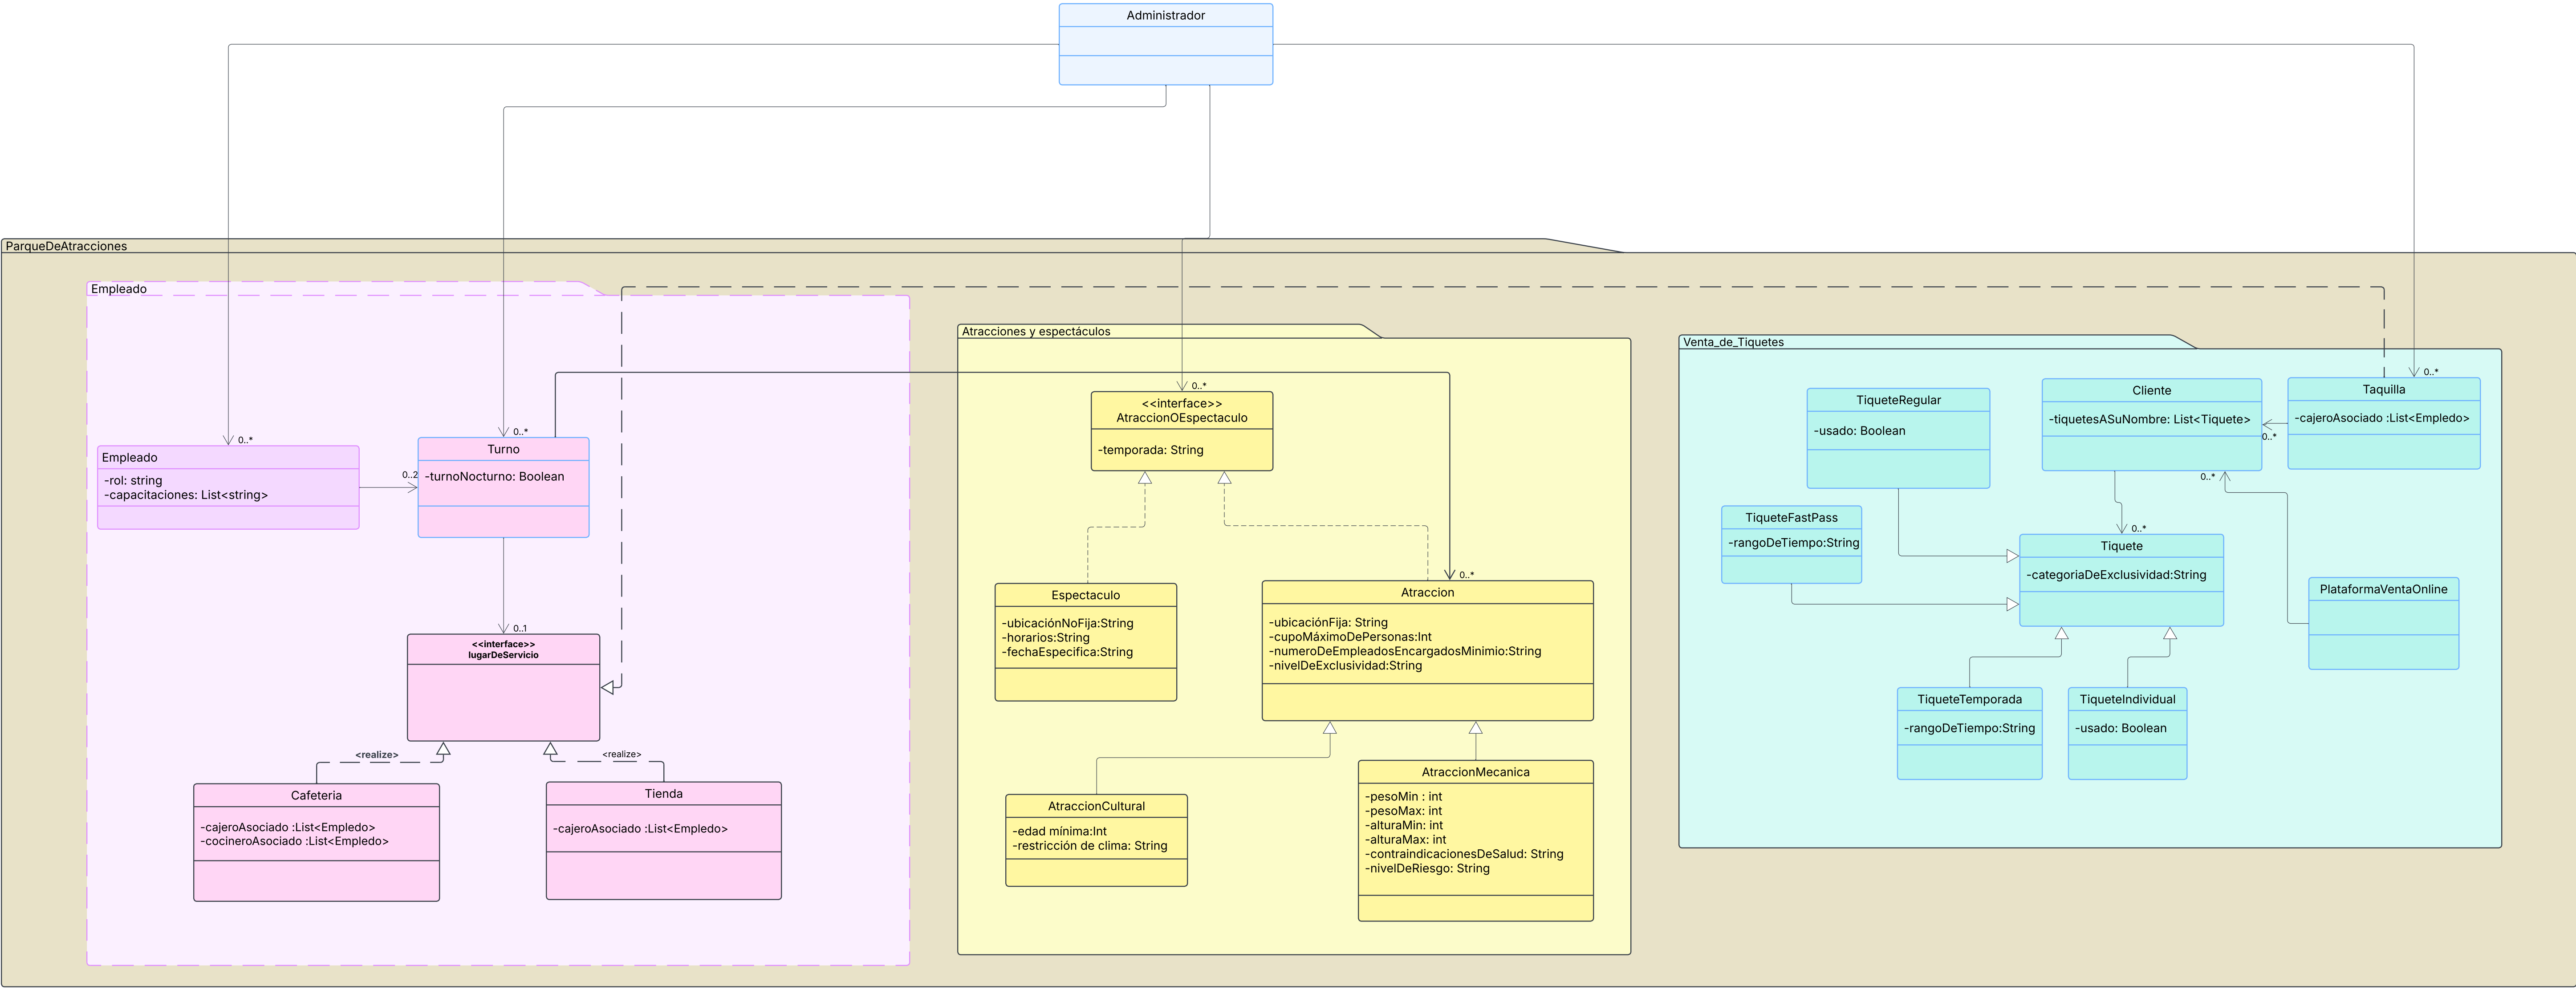 Administrador
ParqueDeAtracciones
Empleado
0..*
Empleado
-rol: string
-capacitaciones: List<string>
0..2
0..*
Turno
-turnoNocturno: Boolean
0..1
<<interface>>
lugarDeServicio
<realize>
<realize>
Cafeteria
-cajeroAsociado :List<Empledo>
-cocineroAsociado :List<Empledo>
Tienda
-cajeroAsociado :List<Empledo>
Atracciones y espectáculos
0..*
<<interface>>
AtraccionOEspectaculo
-temporada: String
Espectaculo
-ubicaciónNoFija:String
-horarios:String
-fechaEspecifica:String
0..*
Atraccion
-ubicaciónFija: String
-cupoMáximoDePersonas:Int
-numeroDeEmpleadosEncargadosMinimio:String
-nivelDeExclusividad:String
AtraccionCultural
-edad mínima:Int
-restricción de clima: String
AtraccionMecanica
-pesoMin : int
-pesoMax: int
-alturaMin: int
-alturaMax: int
-contraindicacionesDeSalud: String
-nivelDeRiesgo: String
Venta_de_Tiquetes
TiqueteRegular
-usado: Boolean
Cliente
-tiquetesASuNombre: List<Tiquete>
0..*
Taquilla
-cajeroAsociado :List<Empledo>
0..*
0..*
TiqueteFastPass
-rangoDeTiempo:String
0..*
Tiquete
-categoriaDeExclusividad:String
PlataformaVentaOnline
TiqueteTemporada
-rangoDeTiempo:String
TiqueteIndividual
-usado: Boolean